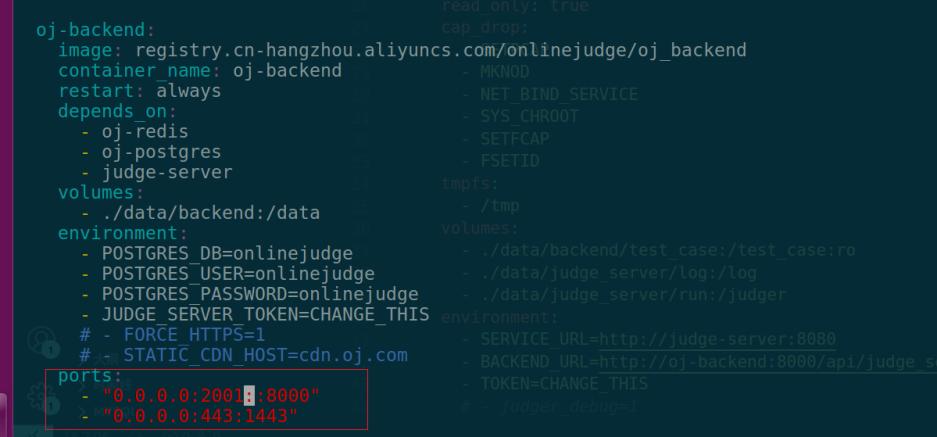 oj-backend:
image: registry.cn-hangzhou.aliyuncs.com/onlinejudge/oj_backend
container_name: oj-backend
restart: always
depends_on:
- oj-redis
- oj-postgres
- judge-server
volumes:
- ./data/backend:/data
environment:
- POSTGRES_DB=onlinejudge
- POSTGRES_USER=onlinejudge
- POSTGRES_PASSWORD=onlinejudge
- JUDGE_SERVER_TOKEN=CHANGE_THIS
# - FORCE_HTTPS=1
# - STATIC_CDN_HOST=cdn.oj.com
ports:
- "0.0.0.0:2001::8000"
- "0.0.0.0:443:1443"
read_only: true
cap_drop:
- MKNOD
- NET_BIND_SERVICE
- SYS_CHROOT
- SETFCAP
- FSETID
tmpfs:
- /tmp
volumes:
- ./data/backend/test_case:/test_case:ro
- ./data/judge_server/log:/log
- ./data/judge_server/run:/judger
environment:
- SERVICE_URL=http://judge-server:8080
- BACKEND_URL=http://oj-backend:8000/api/judge_s
- TOKEN=CHANGE_THIS
# - judger_debug=1